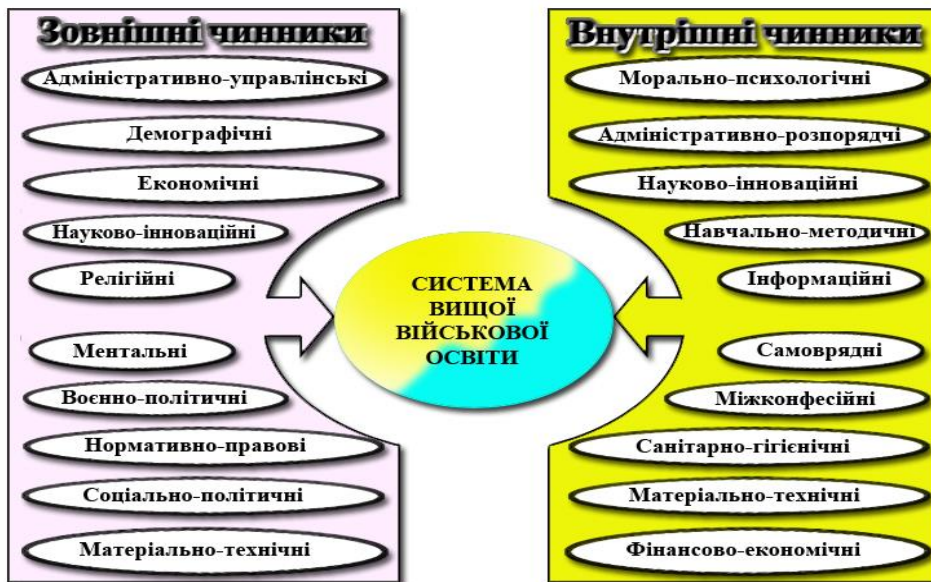 Зовнішні чинники
Адміністративно-управлінські
Демографічні
Економічні
Науково-інноваційні
Релігійні
Ментальні
Воєнно-політичні
Нормативно-правові
Соціально-політичні
Матеріально-технічні
СИСТЕМА
ВИЩОЇ
ВІЙСЬКОВОЇ
ОСВІТИ
Внутрішні чинники
Морально-психологічні
Адміністративно-розпорядчі
Науково-інноваційні
Навчально-методичні
Інформаційні
Самоврядні
Міжконфесійні
Санітарно-гігієнічні
Матеріально-технічні
Фінансово-економічні